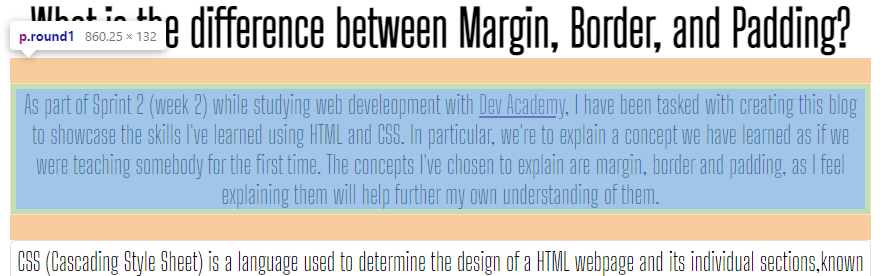 What is the difference between Margin, Border, and Padding?
p.round1 860.25 × 132
As part of Sprint 2 (week 2) while studying web develeopment with Dev Academy, I have been tasked with creating this blog
to showcase the skills I've learned using HTML and CSS. In particular, we're to explain a concept we have learned as if we
were teaching somebody for the first time. The concepts I've chosen to explain are margin, border and padding, as I feel
explaining them will help further my own understanding of them.
CSS (Cascading Style Sheet) is a language used to determine the design of a HTML webpage and its individual sections,known